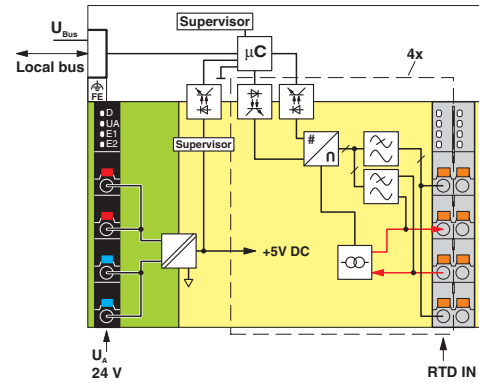 Supervisor
U Bus
µC
4x
Local bus
FE
D
UA
E1
E2
Supervisor
#
∩
+5V DC
U A
24 V
RTD IN